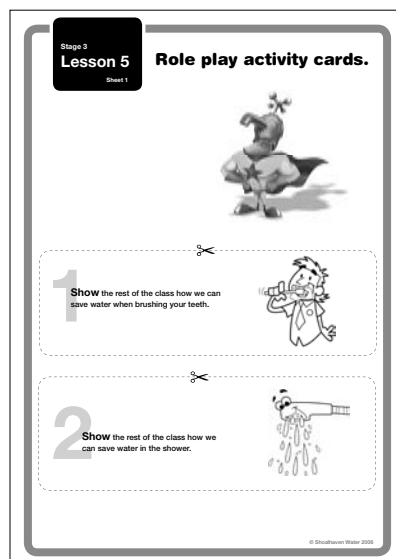 Stage 3
Lesson 5
Sheet 1
Role play activity cards.
1
Show the rest of the class how we can
save water when brushing your teeth.
2
Show the rest of the class how we
can save water in the shower.
© Shoalhaven Water 2006